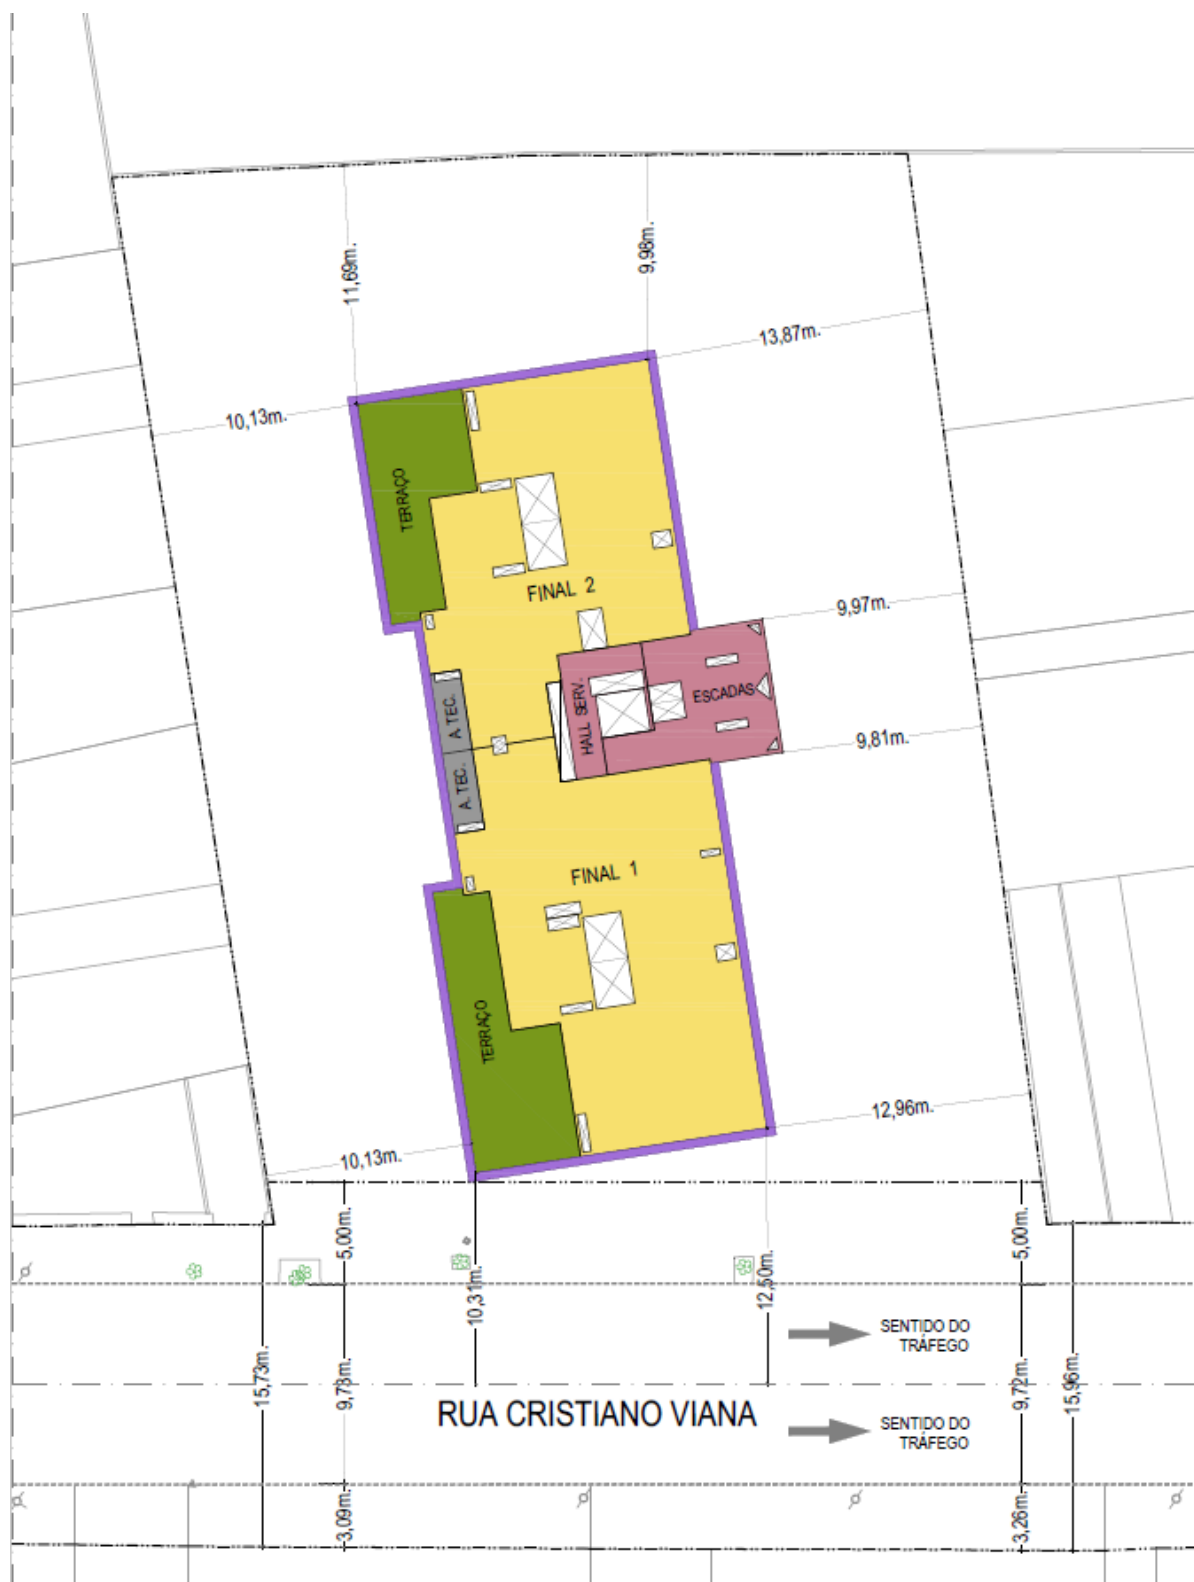 11,69m.
9,98m.
13,87m.
10,13m.
TERRAÇO
FINAL 2
9,97m.
A. TEC.
HALL SERV.
ESCADAS
9,81m.
A. TEC.
FINAL 1
TERRAÇO
12,96m.
10,13m.
5,00m.
5,00m.
10,31m.
12,50m.
SENTIDO DO
TRÁFEGO
15,73m.
9,73m.
9,72m.
15,96m.
RUA CRISTIANO VIANA
SENTIDO DO
TRÁFEGO
3,09m.
3,26m.